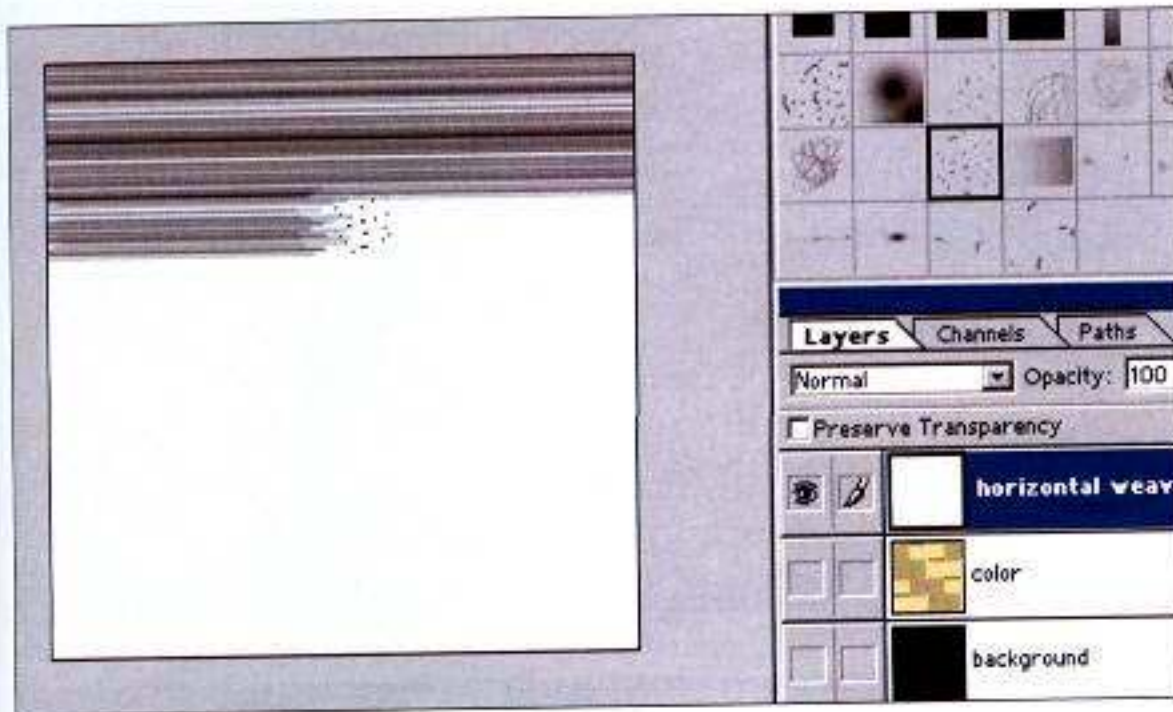 Layers Channels Paths
Normal Opacity: 100
Preserve Transparency
horizontal weav
color
background